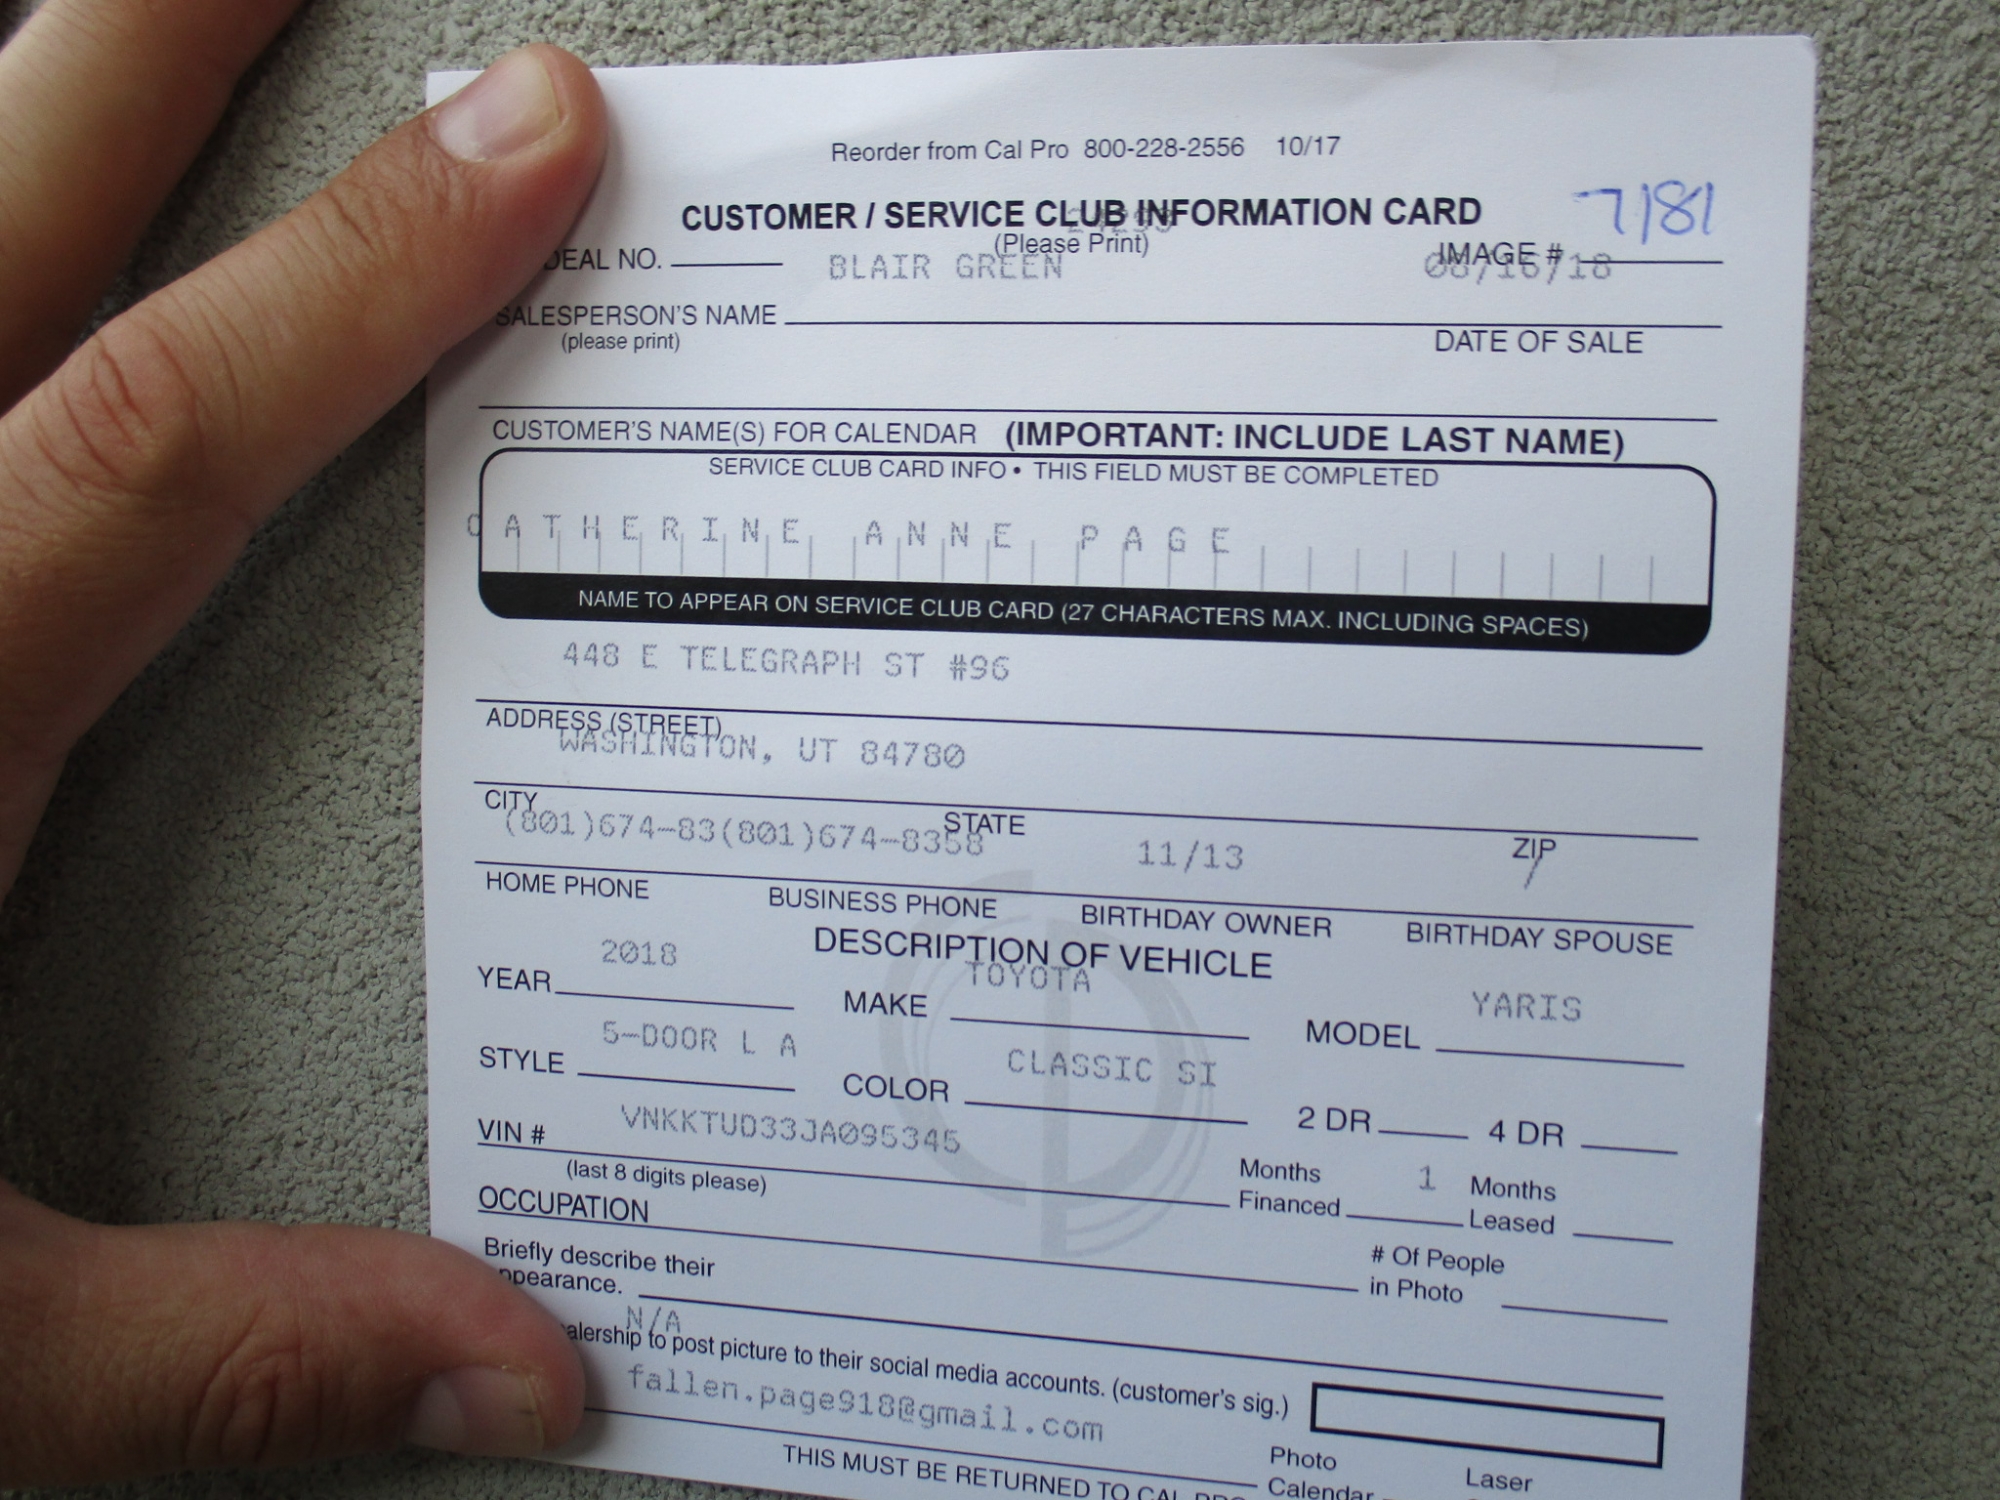 Reorder from Cal Pro 800-228-2556 10/17
CUSTOMER / SERVICE CLUB INFORMATION CARD
(Please Print)
7181
DEAL NO. IMAGE #
BLAIR GREEN 08/16/18
SALESPERSON'S NAME
(please print) DATE OF SALE
CUSTOMER'S NAME(S) FOR CALENDAR (IMPORTANT: INCLUDE LAST NAME)
SERVICE CLUB CARD INFO • THIS FIELD MUST BE COMPLETED
CATHERINE ANNE PAGE
NAME TO APPEAR ON SERVICE CLUB CARD (27 CHARACTERS MAX. INCLUDING SPACES)
448 E TELEGRAPH ST #96
ADDRESS (STREET)
WASHINGTON, UT 84780
CITY STATE ZIP
(801)674-83(801)674-8358 11/13 /
HOME PHONE BUSINESS PHONE BIRTHDAY OWNER BIRTHDAY SPOUSE
DESCRIPTION OF VEHICLE
YEAR 2018 MAKE TOYOTA MODEL YARIS
STYLE 5-DOOR L A COLOR CLASSIC SI 2 DR 4 DR
VIN # VNKKTUD33JA095345
(last 8 digits please) Months Financed 1 Months Leased
OCCUPATION
# Of People in Photo
Briefly describe their
appearance.
N/A
alership to post picture to their social media accounts. (customer's sig.)
fallen.page918@gmail.com
THIS MUST BE RETURNED TO CAL PRO
Photo
Calendar
Laser